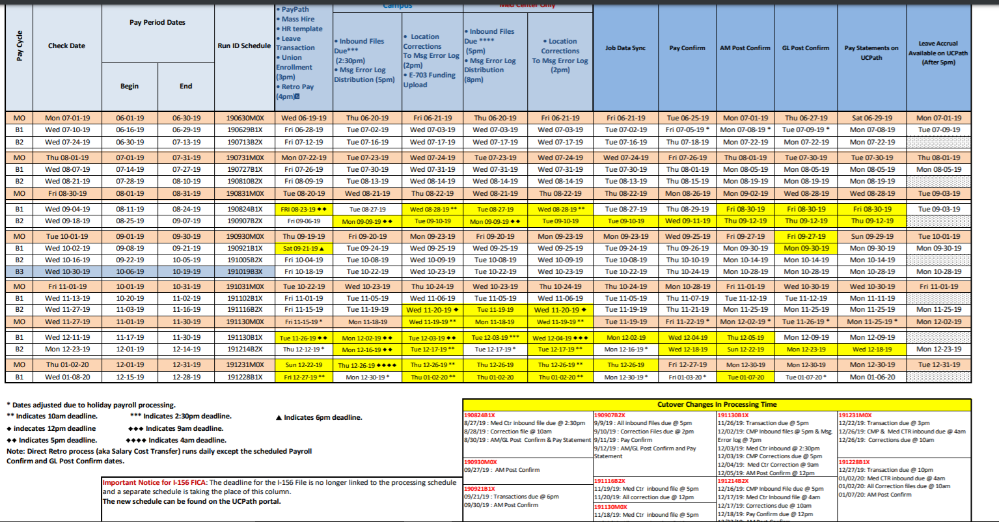 Campus
Med Center Only
Pay Cycle
Check Date
Pay Period Dates
Begin
End
Run ID Schedule
• PayPath
• Mass Hire
• HR template
• Leave
Transaction
• Union
Enrollment
(3pm)
• Retro Pay
(4pm)
• Inbound Files
Due***
(2:30pm)
• Msg Error Log
Distribution (5pm)
• Location
Corrections
To Msg Error Log
(2pm)
• E-703 Funding
Upload
• Inbound Files
Due ****
(5pm)
• Msg Error Log
Distribution
(8pm)
• Location
Corrections
To Msg Error Log
(2pm)
Job Data Sync
Pay Confirm
AM Post Confirm
GL Post Confirm
Pay Statements on
UCPath
Leave Accrual
Available on UCPath
(After 5pm)
MO Mon 07-01-19 06-01-19 06-30-19 190630M0X Wed 06-19-19 Thu 06-20-19 Fri 06-21-19 Thu 06-20-19 Fri 06-21-19 Fri 06-21-19 Tue 06-25-19 Mon 07-01-19 Thu 06-27-19 Sat 06-29-19 Mon 07-01-19
B1 Wed 07-10-19 06-16-19 06-29-19 190629B1X Fri 06-28-19 Tue 07-02-19 Wed 07-03-19 Wed 07-03-19 Wed 07-03-19 Tue 07-02-19 Fri 07-05-19 * Mon 07-08-19 * Tue 07-09-19 * Mon 07-08-19 Tue 07-09-19
B2 Wed 07-24-19 06-30-19 07-13-19 190713B2X Fri 07-12-19 Tue 07-16-19 Wed 07-17-19 Wed 07-17-19 Wed 07-17-19 Tue 07-16-19 Thu 07-18-19 Mon 07-22-19 Mon 07-22-19 Mon 07-22-19
MO Thu 08-01-19 07-01-19 07-31-19 190731M0X Mon 07-22-19 Tue 07-23-19 Wed 07-24-19 Tue 07-23-19 Wed 07-24-19 Wed 07-24-19 Fri 07-26-19 Thu 08-01-19 Tue 07-30-19 Tue 07-30-19 Thu 08-01-19
B1 Wed 08-07-19 07-14-19 07-27-19 190727B1X Fri 07-26-19 Tue 07-30-19 Wed 07-31-19 Wed 07-31-19 Wed 07-31-19 Tue 07-30-19 Thu 08-01-19 Mon 08-05-19 Mon 08-05-19 Mon 08-05-19 Mon 08-05-19
B2 Wed 08-21-19 07-28-19 08-10-19 190810B2X Fri 08-09-19 Tue 08-13-19 Wed 08-14-19 Wed 08-14-19 Wed 08-14-19 Tue 08-13-19 Thu 08-15-19 Mon 08-19-19 Mon 08-19-19 Mon 08-19-19
MO Fri 08-30-19 08-01-19 08-31-19 190831M0X Tue 08-20-19 Wed 08-21-19 Thu 08-22-19 Wed 08-21-19 Thu 08-22-19 Thu 08-22-19 Mon 08-26-19 Mon 09-02-19 Wed 08-28-19 Wed 08-28-19 Tue 09-03-19
B1 Wed 09-04-19 08-11-19 08-24-19 190824B1X FRI 08-23-19 ◆◆ Tue 08-27-19 Wed 08-28-19 ** Tue 08-27-19 Wed 08-28-19 ** Tue 08-27-19 Thu 08-29-19 Fri 08-30-19 Fri 08-30-19 Fri 08-30-19 Tue 09-03-19
B2 Wed 09-18-19 08-25-19 09-07-19 190907B2X Fri 09-06-19 Mon 09-09-19 ◆◆ Tue 09-10-19 Mon 09-09-19 ◆◆ Tue 09-10-19 Tue 09-10-19 Wed 09-11-19 Thu 09-12-19 Thu 09-12-19 Thu 09-12-19
MO Tue 10-01-19 09-01-19 09-30-19 190930M0X Thu 09-19-19 Fri 09-20-19 Mon 09-23-19 Fri 09-20-19 Mon 09-23-19 Mon 09-23-19 Wed 09-25-19 Fri 09-27-19 Fri 09-27-19 Sun 09-29-19 Tue 10-01-19
B1 Wed 10-02-19 09-08-19 09-21-19 190921B1X Sat 09-21-19 ▲ Tue 09-24-19 Wed 09-25-19 Wed 09-25-19 Wed 09-25-19 Tue 09-24-19 Thu 09-26-19 Mon 09-30-19 Mon 09-30-19 Mon 09-30-19 Mon 09-30-19
B2 Wed 10-16-19 09-22-19 10-05-19 191005B2X Fri 10-04-19 Tue 10-08-19 Wed 10-09-19 Tue 10-08-19 Wed 10-09-19 Tue 10-08-19 Thu 10-10-19 Mon 10-14-19 Mon 10-14-19 Mon 10-14-19
B3 Wed 10-30-19 10-06-19 10-19-19 191019B3X Fri 10-18-19 Tue 10-22-19 Wed 10-23-19 Tue 10-22-19 Wed 10-23-19 Tue 10-22-19 Thu 10-24-19 Mon 10-28-19 Mon 10-28-19 Mon 10-28-19 Mon 10-28-19
MO Fri 11-01-19 10-01-19 10-31-19 191031M0X Tue 10-22-19 Wed 10-23-19 Thu 10-24-19 Wed 10-23-19 Thu 10-24-19 Thu 10-24-19 Mon 10-28-19 Fri 11-01-19 Wed 10-30-19 Wed 10-30-19 Fri 11-01-19
B1 Wed 11-13-19 10-20-19 11-02-19 191102B1X Fri 11-01-19 Tue 11-05-19 Wed 11-06-19 Tue 11-05-19 Wed 11-06-19 Tue 11-05-19 Thu 11-07-19 Tue 11-12-19 Tue 11-12-19 Mon 11-11-19
B2 Wed 11-27-19 11-03-19 11-16-19 191116B2X Fri 11-15-19 Tue 11-19-19 Wed 11-20-19 ◆ Tue 11-19-19 Wed 11-20-19 ◆ Tue 11-19-19 Thu 11-21-19 Mon 11-25-19 Mon 11-25-19 Mon 11-25-19 Mon 11-25-19
MO Wed 11-27-19 11-01-19 11-30-19 191130M0X Fri 11-15-19 * Mon 11-18-19 Wed 11-19-19 ** Mon 11-18-19 Wed 11-19-19 ** Tue 11-19-19 Fri 11-22-19 * Mon 12-02-19 * Tue 11-26-19 * Mon 11-25-19 * Mon 12-02-19
B1 Wed 12-11-19 11-17-19 11-30-19 191130B1X Tue 11-26-19 ◆◆ Mon 12-02-19 ◆◆ Tue 12-03-19 ◆◆ Tue 12-03-19 *** Wed 12-04-19 ◆◆◆ Mon 12-02-19 Wed 12-04-19 Thu 12-05-19 Mon 12-09-19 Mon 12-09-19
B2 Mon 12-23-19 12-01-19 12-14-19 191214B2X Thu 12-12-19 * Mon 12-16-19 ◆◆ Tue 12-17-19 ** Tue 12-17-19 * Tue 12-17-19 ** Mon 12-16-19 * Wed 12-18-19 Sun 12-22-19 Mon 12-23-19 Wed 12-18-19 Mon 12-23-19
MO Thu 01-02-20 12-01-19 12-31-19 191231M0X Sun 12-22-19 Thu 12-26-19 ◆◆◆◆ Thu 12-26-19 ** Thu 12-26-19 Thu 12-26-19 ** Thu 12-26-19 Fri 12-27-19 Mon 12-30-19 Mon 12-30-19 Mon 12-30-19 Tue 12-31-19
B1 Wed 01-08-20 12-15-19 12-28-19 191228B1X Fri 12-27-19 ** Mon 12-30-19 * Thu 01-02-20 ** Thu 01-02-20 Thu 01-02-20 ** Mon 12-30-19 * Fri 01-03-20 * Tue 01-07-20 Tue 01-07-20 * Mon 01-06-20
* Dates adjusted due to holiday payroll processing.
** Indicates 10am deadline. *** Indicates 2:30pm deadline. ▲ Indicates 6pm deadline.
◆ indecates 12pm deadline ◆◆◆ Indicates 9am deadline.
◆◆ Indicates 5pm deadline. ◆◆◆◆ Indicates 4am deadline.
Note: Direct Retro process (aka Salary Cost Transfer) runs daily except the scheduled Payroll
Confirm and GL Post Confirm dates.
Important Notice for I-156 FICA: The deadline for the I-156 File is no longer linked to the processing schedule
and a separate schedule is taking the place of this column.
The new schedule can be found on the UCPath portal.
Cutover Changes In Processing Time
190824B1X
8/27/19 : Med Ctr inbound file due @ 2:30pm
8/28/19 : Correction file @ 10am
8/30/19 : AM/GL Post Confirm & Pay Statement
190930M0X
09/27/19 : AM Post Confirm
190921B1X
09/21/19 : Transactions due @ 6pm
09/30/19 : AM Post Confirm
190907B2X
9/9/19 : All inbound Files due @ 5pm
9/10/19 : Correction Files due @ 2pm
9/11/19 : Pay Confirm
9/12/19 : AM/GL Post Confirm and Pay
Statement
191116B2X
11/19/19 : Med Ctr inbound file @ 5pm
11/20/19 : All correction due @ 12pm
191130M0X
11/18/19 : Med Ctr inbound file @ 5pm
191130B1X
11/26/19: Transaction due @ 5pm
12/02/19: CMP Inbound files @ 5pm & Msg.
Error log @ 7pm
12/03/19: Med Ctr inbound @ 2:30pm
12/03/19: CMP Corrections due @ 5pm
12/04/19: Med Ctr Correction @ 9am
12/05/19: AM Post Confirm @ 12pm
191214B2X
12/16/19: CMP Inbound File due @ 5pm
12/17/19: Med Ctr Inbound file @ 4am
12/17/19: Corrections due @ 10am
12/18/19: Pay Confirm due @ 12pm
191231M0X
12/22/19: Transaction due @ 3pm
12/26/19: CMP & Med CTR inbound due @ 4am
12/26/19: Corrections due @ 10am
191228B1X
12/27/19: Transaction due @ 10pm
01/02/20: Med CTR inbound due @ 4am
01/02/20: All Correction files due @ 10am
01/07/20: AM Post Confirm